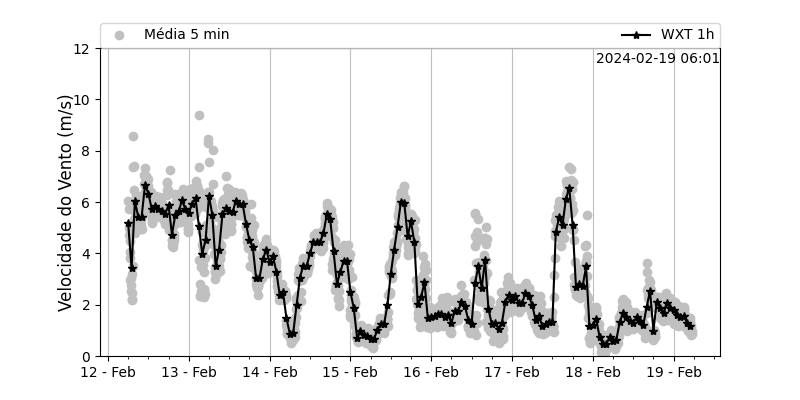 Média 5 min WXT 1h
2024-02-19 06:01
Velocidade do Vento (m/s)
12
10
8
6
4
2
0
12 - Feb 13 - Feb 14 - Feb 15 - Feb 16 - Feb 17 - Feb 18 - Feb 19 - Feb